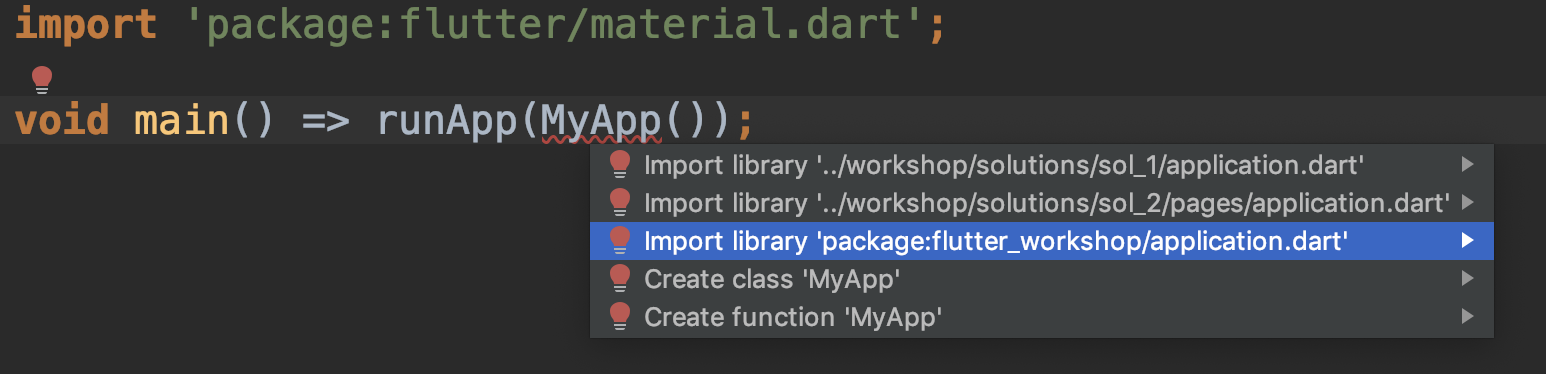 import 'package:flutter/material.dart';
void main() => runApp(MyApp());
Import library '../workshop/solutions/sol_1/application.dart'
Import library '../workshop/solutions/sol_2/pages/application.dart'
Import library 'package:flutter_workshop/application.dart'
Create class 'MyApp'
Create function 'MyApp'